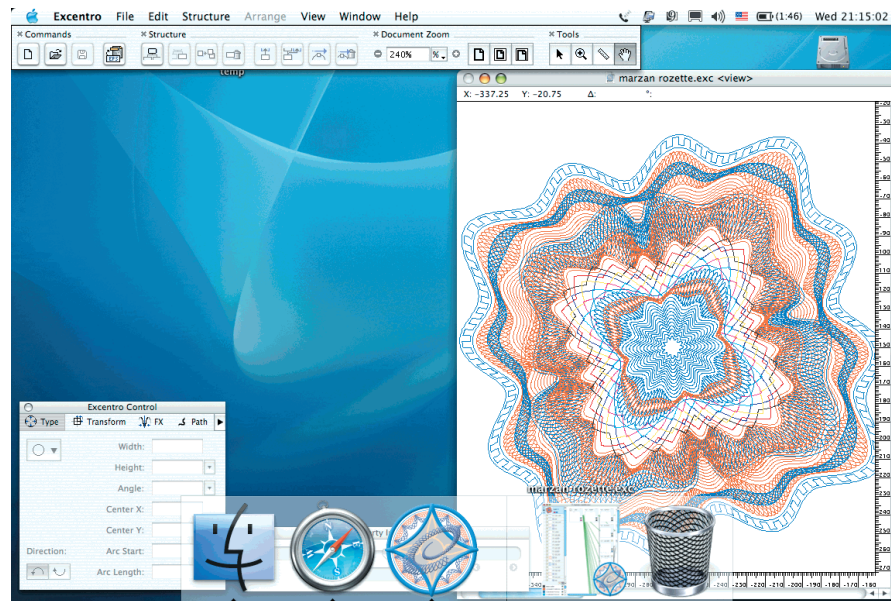 Excentro File Edit Structure Arrange View Window Help (1:46) Wed 21:15:02
Commands Structure Document Zoom Tools
240% %
temp
marzan rozette.exc <view>
X: -337.25 Y: -20.75 Δ: °:
Excentro Control
Type Transform FX Path
Width:
Height:
Angle:
Center X:
Center Y:
Direction: Arc Start:
Arc Length:
marzan rozette.exc